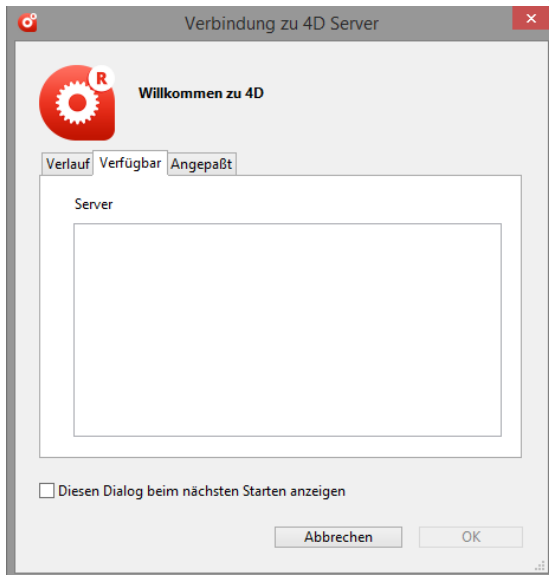 Verbindung zu 4D Server
R
Willkommen zu 4D
Verlauf Verfügbar Angepaßt
Server
Diesen Dialog beim nächsten Starten anzeigen
Abbrechen OK